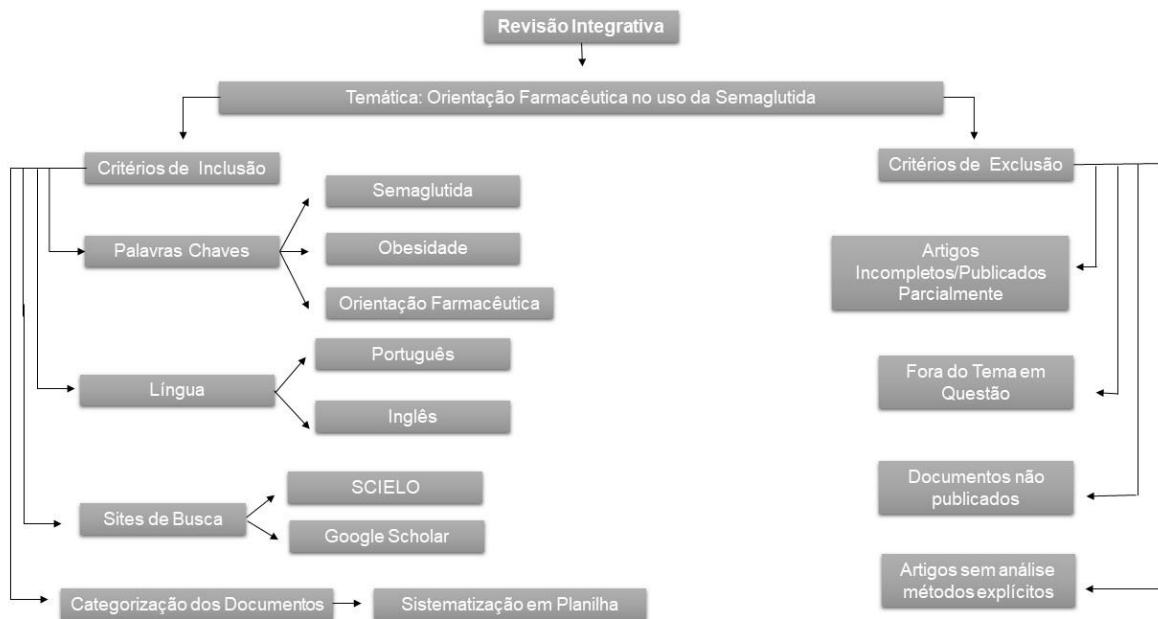 Revisão Integrativa
Temática: Orientação Farmacêutica no uso da Semaglutida
Critérios de Inclusão
Palavras Chaves
Semaglutida
Obesidade
Orientação Farmacêutica
Língua
Português
Inglês
Sites de Busca
SCIELO
Google Scholar
Categorização dos Documentos
Sistematização em Planilha
Critérios de Exclusão
Artigos
Incompletos/Publicados
Parcialmente
Fora do Tema em
Questão
Documentos não
publicados
Artigos sem análise
métodos explícitos